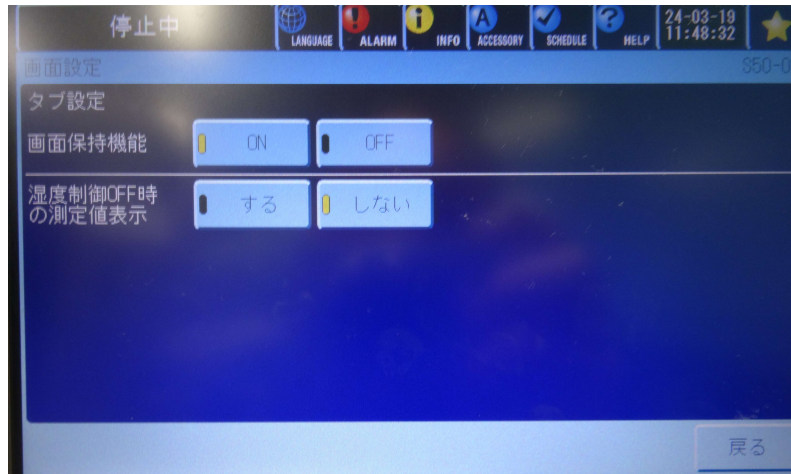 停止中
LANGUAGE
ALARM
INFO
ACCESSORY
SCHEDULE
HELP
24-03-19
11:48:32
画面設定
S50-0
タブ設定
画面保持機能
ON
OFF
湿度制御OFF時
の測定値表示
する
しない
戻る